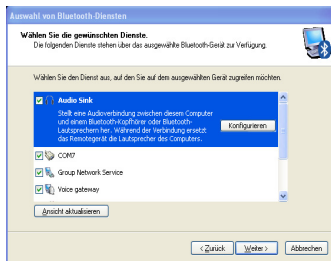 Auswahl von Bluetooth-Diensten
Wählen Sie die gewünschten Dienste.
Die folgenden Dienste stehen über das ausgewählte Bluetooth-Gerät zur Verfügung.
Wählen Sie den Dienst aus, auf den Sie auf dem ausgewählten Gerät zugreifen möchten.
Audio Sink
Stellt eine Audioverbindung zwischen diesem Computer
und einem Bluetooth-Kopfhörer oder Bluetooth-
Lautsprechern her. Während der Verbindung ersetzt
das Remotegerät die Lautsprecher des Computers.
Konfigurieren
COM7
Group Network Service
Voice gateway
Ansicht aktualisieren
< Zurück
Weiter >
Abbrechen